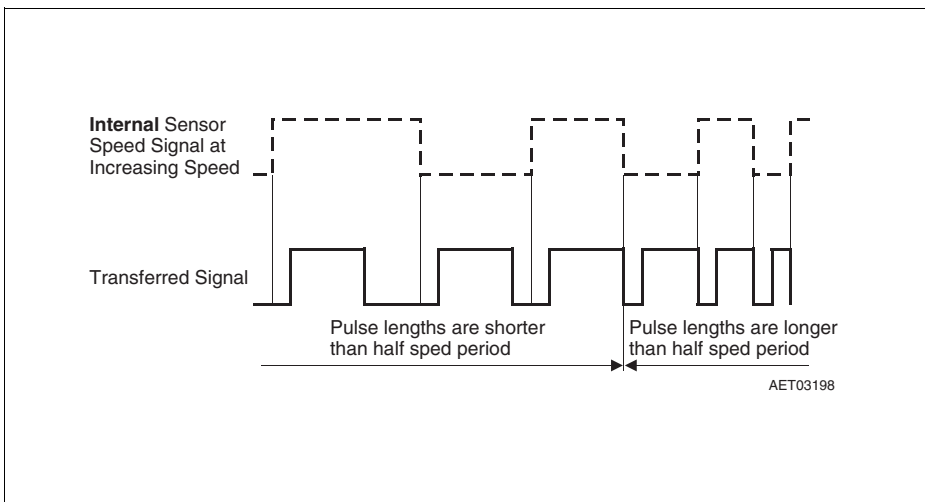 Internal Sensor
Speed Signal at
Increasing Speed
Transferred Signal
Pulse lengths are shorter
than half sped period
Pulse lengths are longer
than half sped period
AET03198